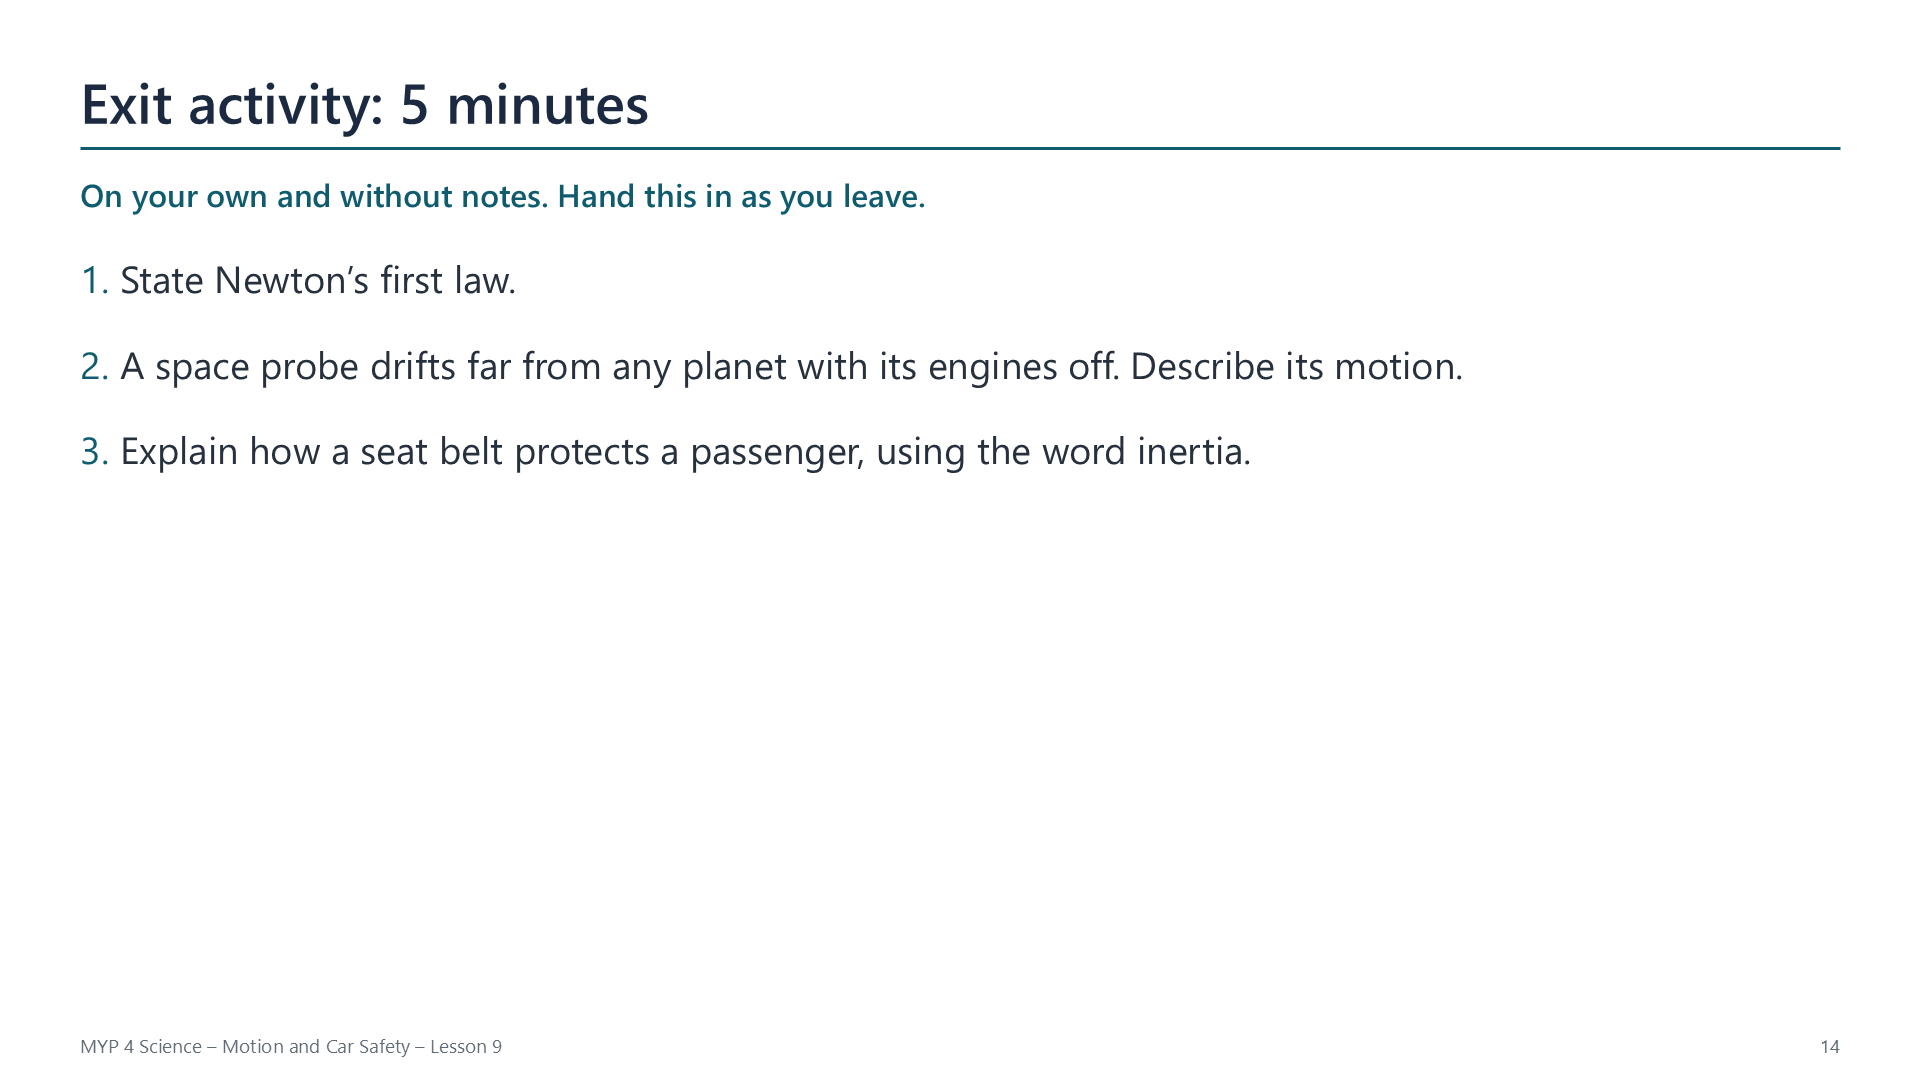 Exit activity: 5 minutes
On your own and without notes. Hand this in as you leave.
1. State Newton’s first law.
2. A space probe drifts far from any planet with its engines off. Describe its motion.
3. Explain how a seat belt protects a passenger, using the word inertia.
MYP 4 Science – Motion and Car Safety – Lesson 9
14